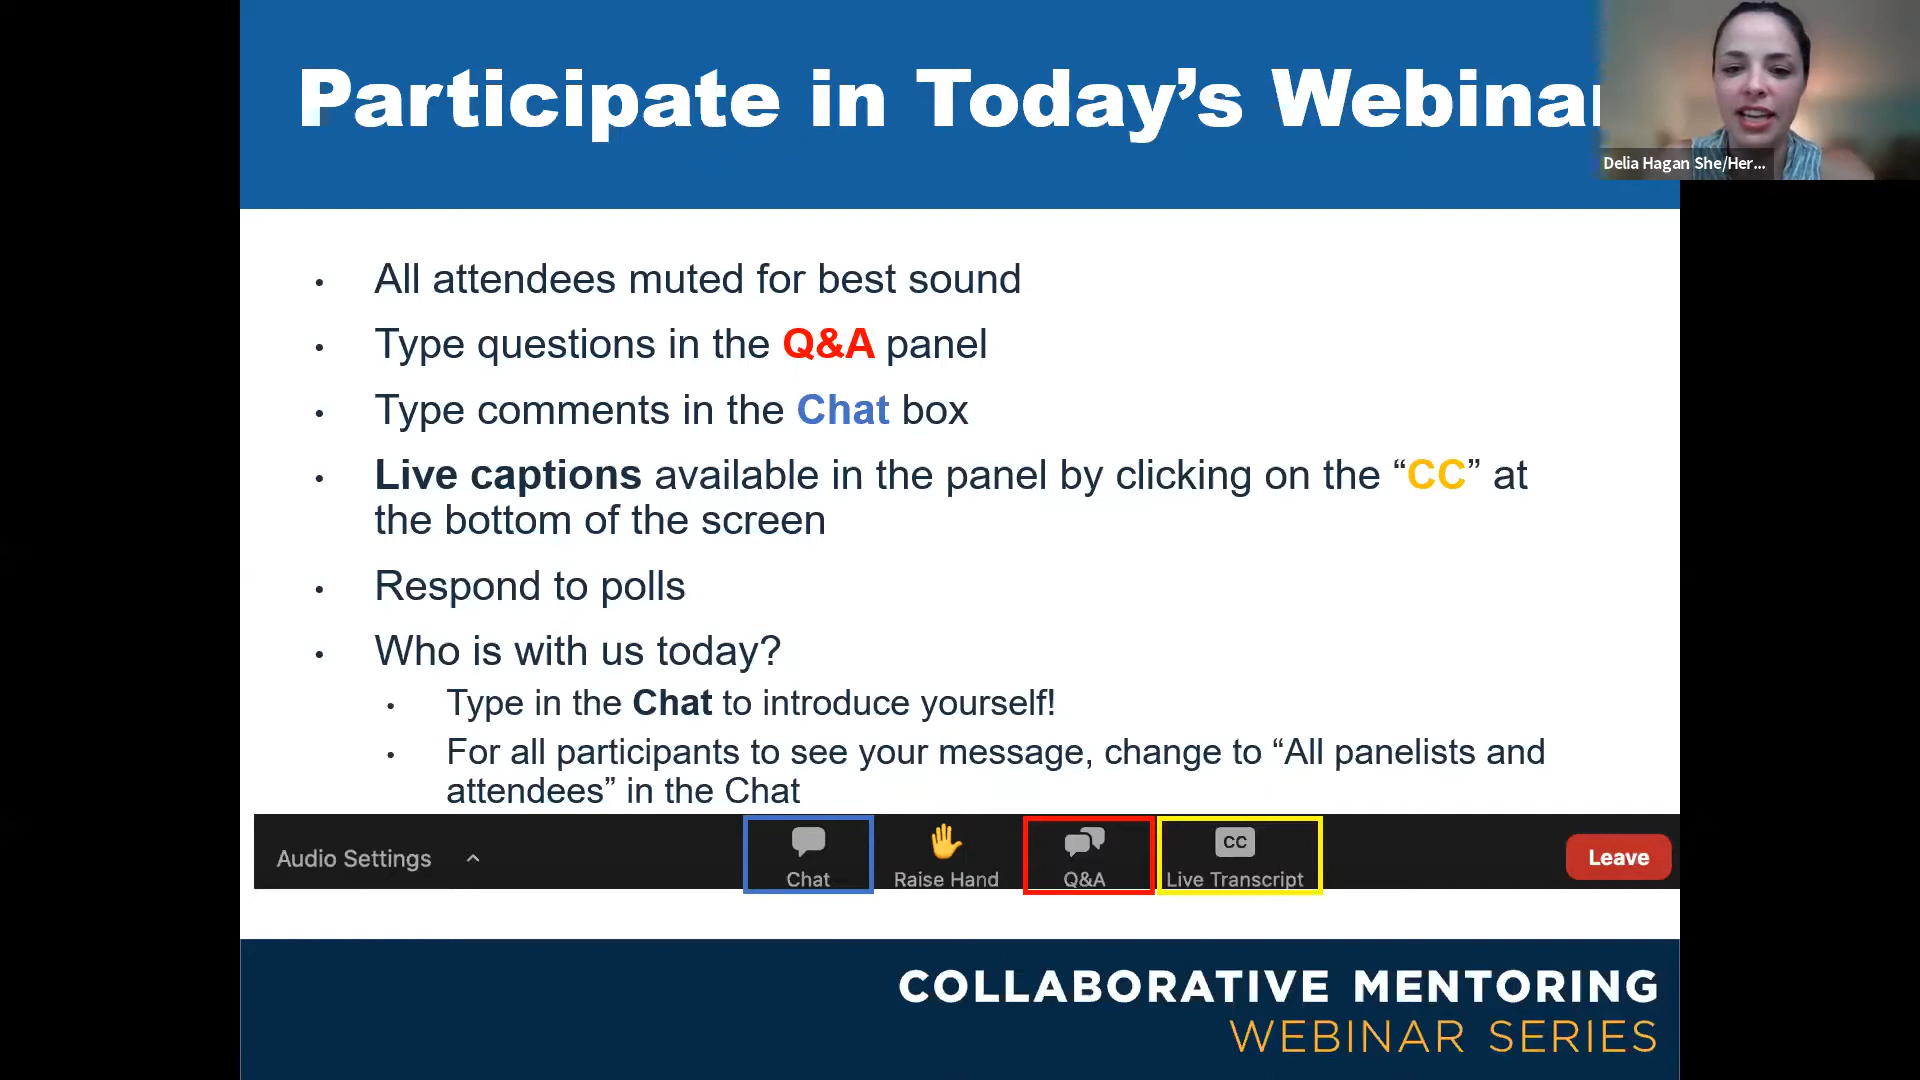 Participate in Today’s Webinar
Delia Hagan She/Her...
• All attendees muted for best sound
• Type questions in the Q&A panel
• Type comments in the Chat box
• Live captions available in the panel by clicking on the “CC” at
the bottom of the screen
• Respond to polls
• Who is with us today?
• Type in the Chat to introduce yourself!
• For all participants to see your message, change to “All panelists and
attendees” in the Chat
Audio Settings
Chat
Raise Hand
Q&A
CC
Live Transcript
Leave
COLLABORATIVE MENTORING
WEBINAR SERIES